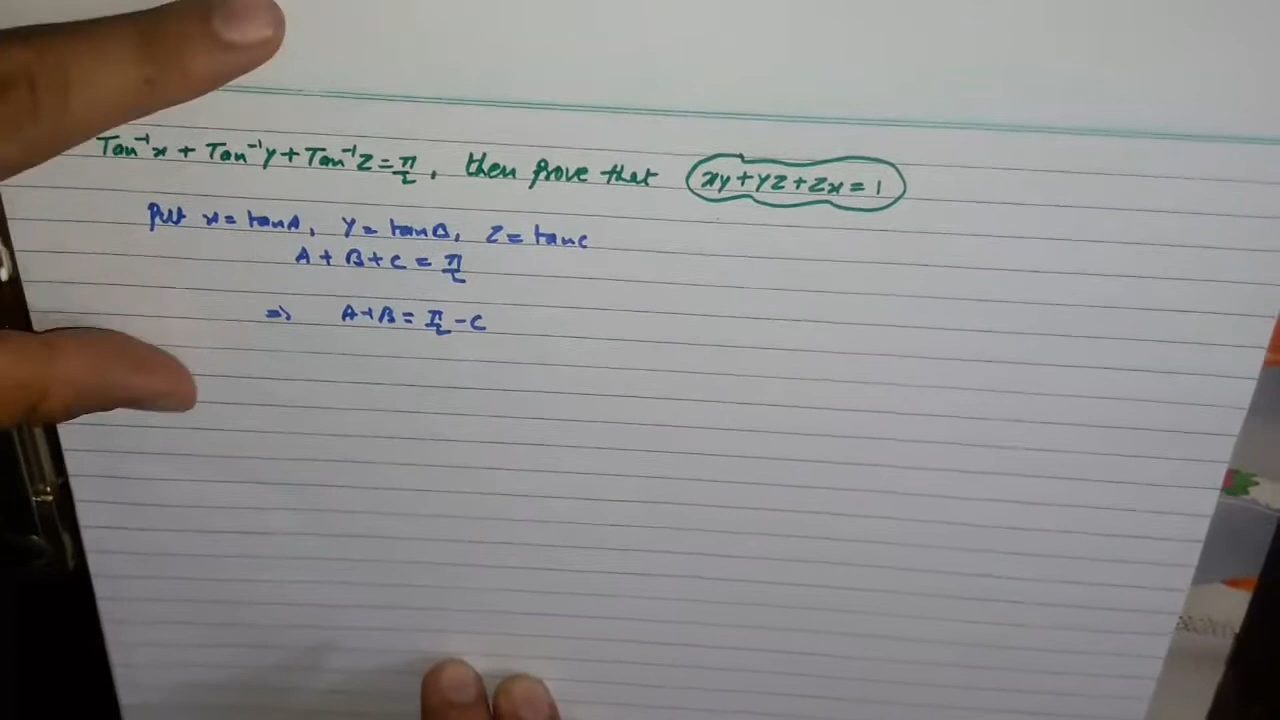 Tan⁻¹x + Tan⁻¹y + Tan⁻¹z = π/2, then prove that xy+yz+zx=1
put x = tanA, y = tanB, z = tanC
A + B + C = π/2
⇒ A+B = π/2 - C